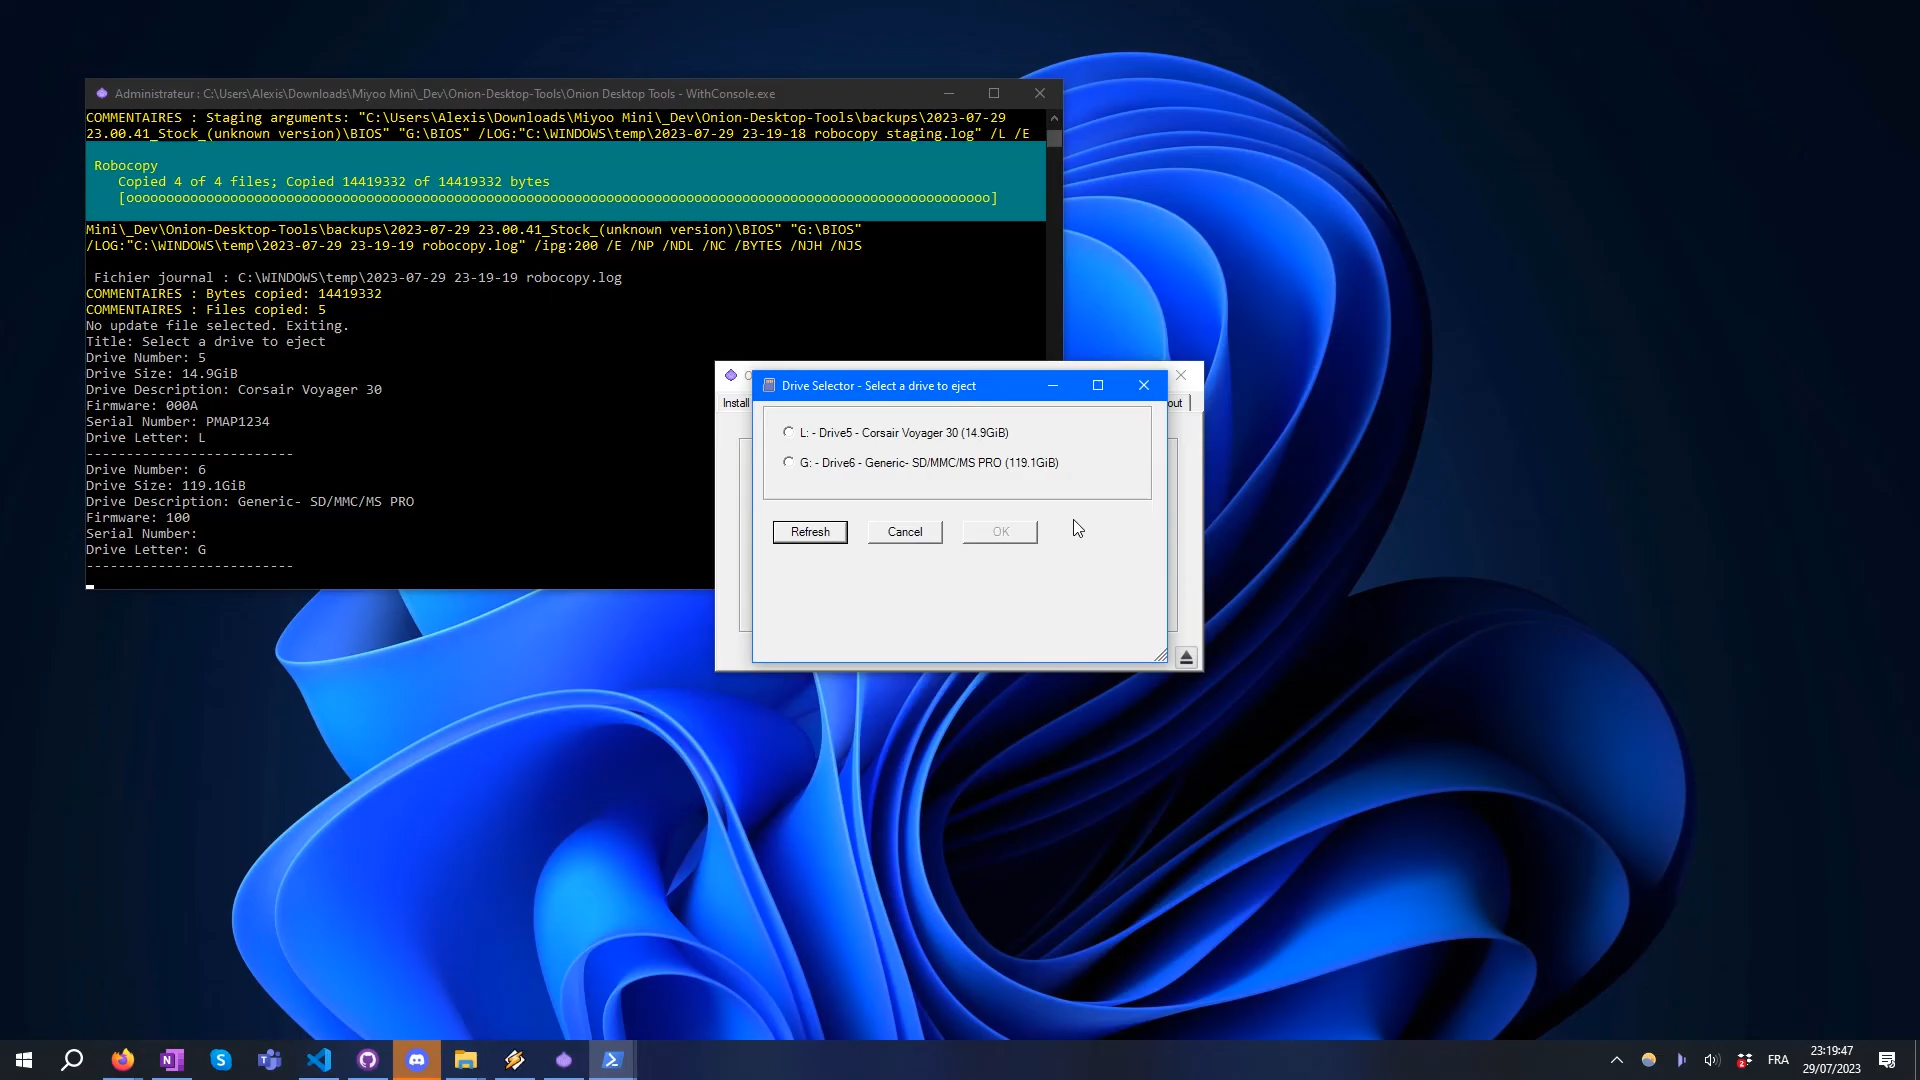 Administrateur : C:\Users\Alexis\Downloads\Miyoo Mini\_Dev\Onion-Desktop-Tools\Onion Desktop Tools - WithConsole.exe
COMMENTAIRES : Staging arguments: "C:\Users\Alexis\Downloads\Miyoo Mini\_Dev\Onion-Desktop-Tools\backups\2023-07-29
23.00.41_Stock_(unknown version)\BIOS" "G:\BIOS" /LOG:"C:\WINDOWS\temp\2023-07-29 23-19-18 robocopy staging.log" /L /E
Robocopy
Copied 4 of 4 files; Copied 14419332 of 14419332 bytes
[oooooooooooooooooooooooooooooooooooooooooooooooooooooooooooooooooooooooooooooooooooooooooooooooooooooooooooo]
Mini\_Dev\Onion-Desktop-Tools\backups\2023-07-29 23.00.41_Stock_(unknown version)\BIOS" "G:\BIOS"
/LOG:"C:\WINDOWS\temp\2023-07-29 23-19-19 robocopy.log" /ipg:200 /E /NP /NDL /NC /BYTES /NJH /NJS
Fichier journal : C:\WINDOWS\temp\2023-07-29 23-19-19 robocopy.log
COMMENTAIRES : Bytes copied: 14419332
COMMENTAIRES : Files copied: 5
No update file selected. Exiting.
Title: Select a drive to eject
Drive Number: 5
Drive Size: 14.9GiB
Drive Description: Corsair Voyager 30
Firmware: 000A
Serial Number: PMAP1234
Drive Letter: L
--------------------------
Drive Number: 6
Drive Size: 119.1GiB
Drive Description: Generic- SD/MMC/MS PRO
Firmware: 100
Serial Number:
Drive Letter: G
--------------------------
Install
out
Drive Selector - Select a drive to eject
L: - Drive5 - Corsair Voyager 30 (14.9GiB)
G: - Drive6 - Generic- SD/MMC/MS PRO (119.1GiB)
Refresh Cancel OK
FRA
23:19:47
29/07/2023